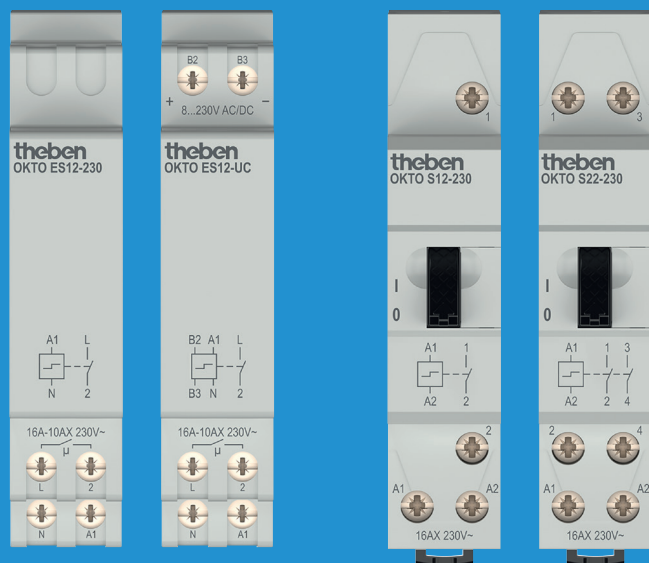 theben
OKTO ES12-230
A1 L
N 2
16A-10AX 230V~
µ
L 2
N A1
B2 B3
+ 8...230V AC/DC −
theben
OKTO ES12-UC
B2 A1 L
B3 N 2
16A-10AX 230V~
µ
L 2
N A1
1
theben
OKTO S12-230
I
0
A1 1
A2 2
2
A1 A2
16AX 230V~
1 3
theben
OKTO S22-230
I
0
A1 1 3
A2 2 4
2 4
A1 A2
16AX 230V~